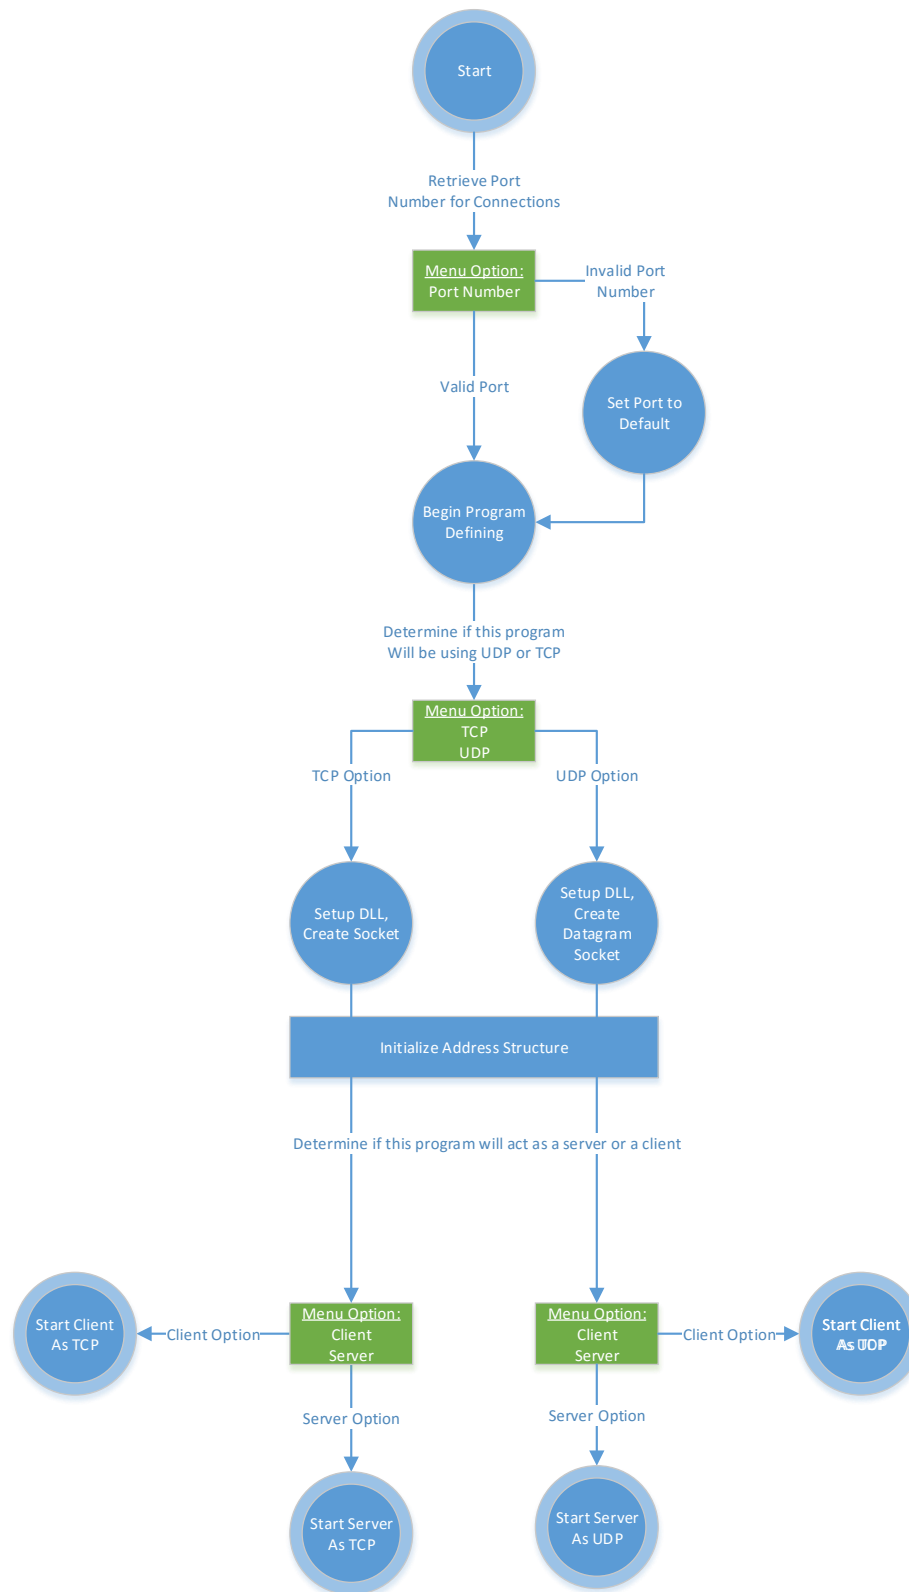 Start
Retrieve Port
Number for Connections
Menu Option:
Port Number
Invalid Port
Number
Valid Port
Set Port to
Default
Begin Program
Defining
Determine if this program
Will be using UDP or TCP
Menu Option:
TCP
UDP
TCP Option
UDP Option
Setup DLL,
Create Socket
Setup DLL,
Create
Datagram
Socket
Initialize Address Structure
Determine if this program will act as a server or a client
Start Client
As TCP
Client Option
Menu Option:
Client
Server
Menu Option:
Client
Server
Client Option
Start Client
As
Server Option
Server Option
Start Server
As TCP
Start Server
As UDP